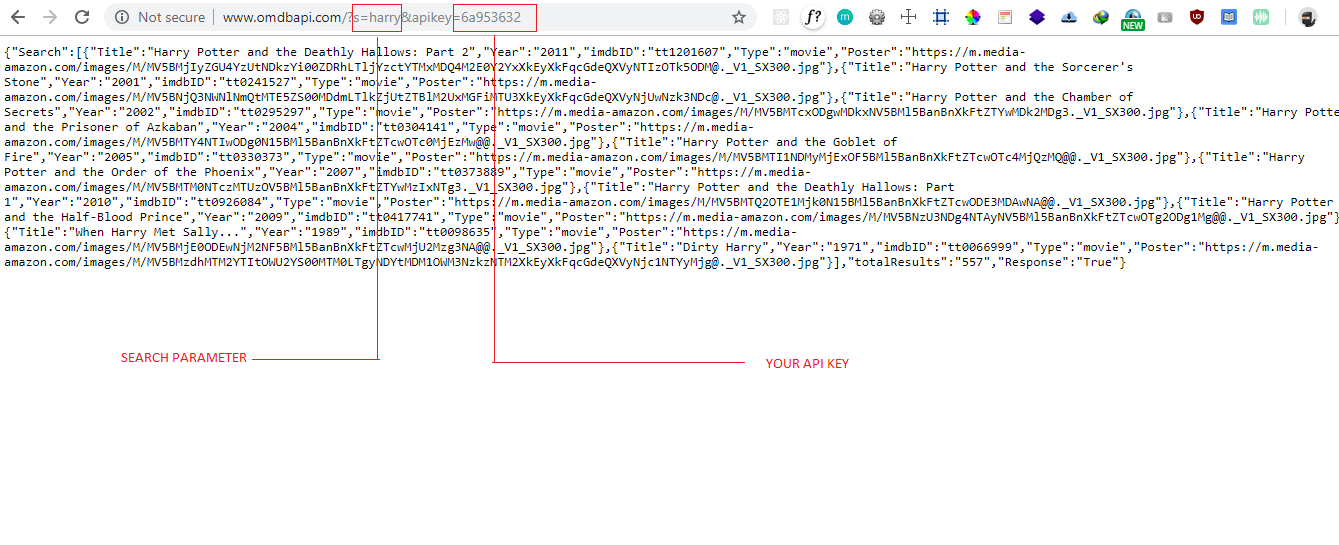 Not secure | www.omdbapi.com/?s=harry&apikey=6a953632
f?
m
NEW
{"Search":[{"Title":"Harry Potter and the Deathly Hallows: Part 2","Year":"2011","imdbID":"tt1201607","Type":"movie","Poster":"https://m.media-
amazon.com/images/M/MV5BMjIyZGU4YzUtNDkzYi00ZDRhLTljYzctYTMxMDQ4M2E0Y2YxXkEyXkFqcGdeQXVyNTIzOTk5ODM@._V1_SX300.jpg"},{"Title":"Harry Potter and the Sorcerer's
Stone","Year":"2001","imdbID":"tt0241527","Type":"movie","Poster":"https://m.media-
amazon.com/images/M/MV5BNjQ3NWNlNmQtMTE5ZS00MDdmLTlkZjUtZTBlM2UxMGFiMTU3XkEyXkFqcGdeQXVyNjUwNzk3NDc@._V1_SX300.jpg"},{"Title":"Harry Potter and the Chamber of
Secrets","Year":"2002","imdbID":"tt0295297","Type":"movie","Poster":"https://m.media-amazon.com/images/M/MV5BMTcxODgwMDkxNV5BMl5BanBnXkFtZTYwMDk2MDg3._V1_SX300.jpg"},{"Title":"Harry Potte
and the Prisoner of Azkaban","Year":"2004","imdbID":"tt0304141","Type":"movie","Poster":"https://m.media-
amazon.com/images/M/MV5BMTY4NTIwODg0N15BMl5BanBnXkFtZTcwOTc0MjEzMw@@._V1_SX300.jpg"},{"Title":"Harry Potter and the Goblet of
Fire","Year":"2005","imdbID":"tt0330373","Type":"movie","Poster":"https://m.media-amazon.com/images/M/MV5BMTI1NDMyMjExOF5BMl5BanBnXkFtZTcwOTc4MjQzMQ@@._V1_SX300.jpg"},{"Title":"Harry
Potter and the Order of the Phoenix","Year":"2007","imdbID":"tt0373889","Type":"movie","Poster":"https://m.media-
amazon.com/images/M/MV5BMTM0NTczMTUzOV5BMl5BanBnXkFtZTYwMzIxNTg3._V1_SX300.jpg"},{"Title":"Harry Potter and the Deathly Hallows: Part
1","Year":"2010","imdbID":"tt0926084","Type":"movie","Poster":"https://m.media-amazon.com/images/M/MV5BMTQ2OTE1Mjk0N15BMl5BanBnXkFtZTcwODE3MDAwNA@@._V1_SX300.jpg"},{"Title":"Harry Potter
and the Half-Blood Prince","Year":"2009","imdbID":"tt0417741","Type":"movie","Poster":"https://m.media-amazon.com/images/M/MV5BNzU3NDg4NTAyNV5BMl5BanBnXkFtZTcwOTg2ODg1Mg@@._V1_SX300.jpg"}
{"Title":"When Harry Met Sally...","Year":"1989","imdbID":"tt0098635","Type":"movie","Poster":"https://m.media-
amazon.com/images/M/MV5BMjE0ODEwNjM2NF5BMl5BanBnXkFtZTcwMjU2Mzg3NA@@._V1_SX300.jpg"},{"Title":"Dirty Harry","Year":"1971","imdbID":"tt0066999","Type":"movie","Poster":"https://m.media-
amazon.com/images/M/MV5BMzdhMTM2YTItOWU2YS00MTM0LTgyNDYtMDM1OWM3NzkzNTM2XkEyXkFqcGdeQXVyNjc1NTYyMjg@._V1_SX300.jpg"}],"totalResults":"557","Response":"True"}
SEARCH PARAMETER
YOUR API KEY